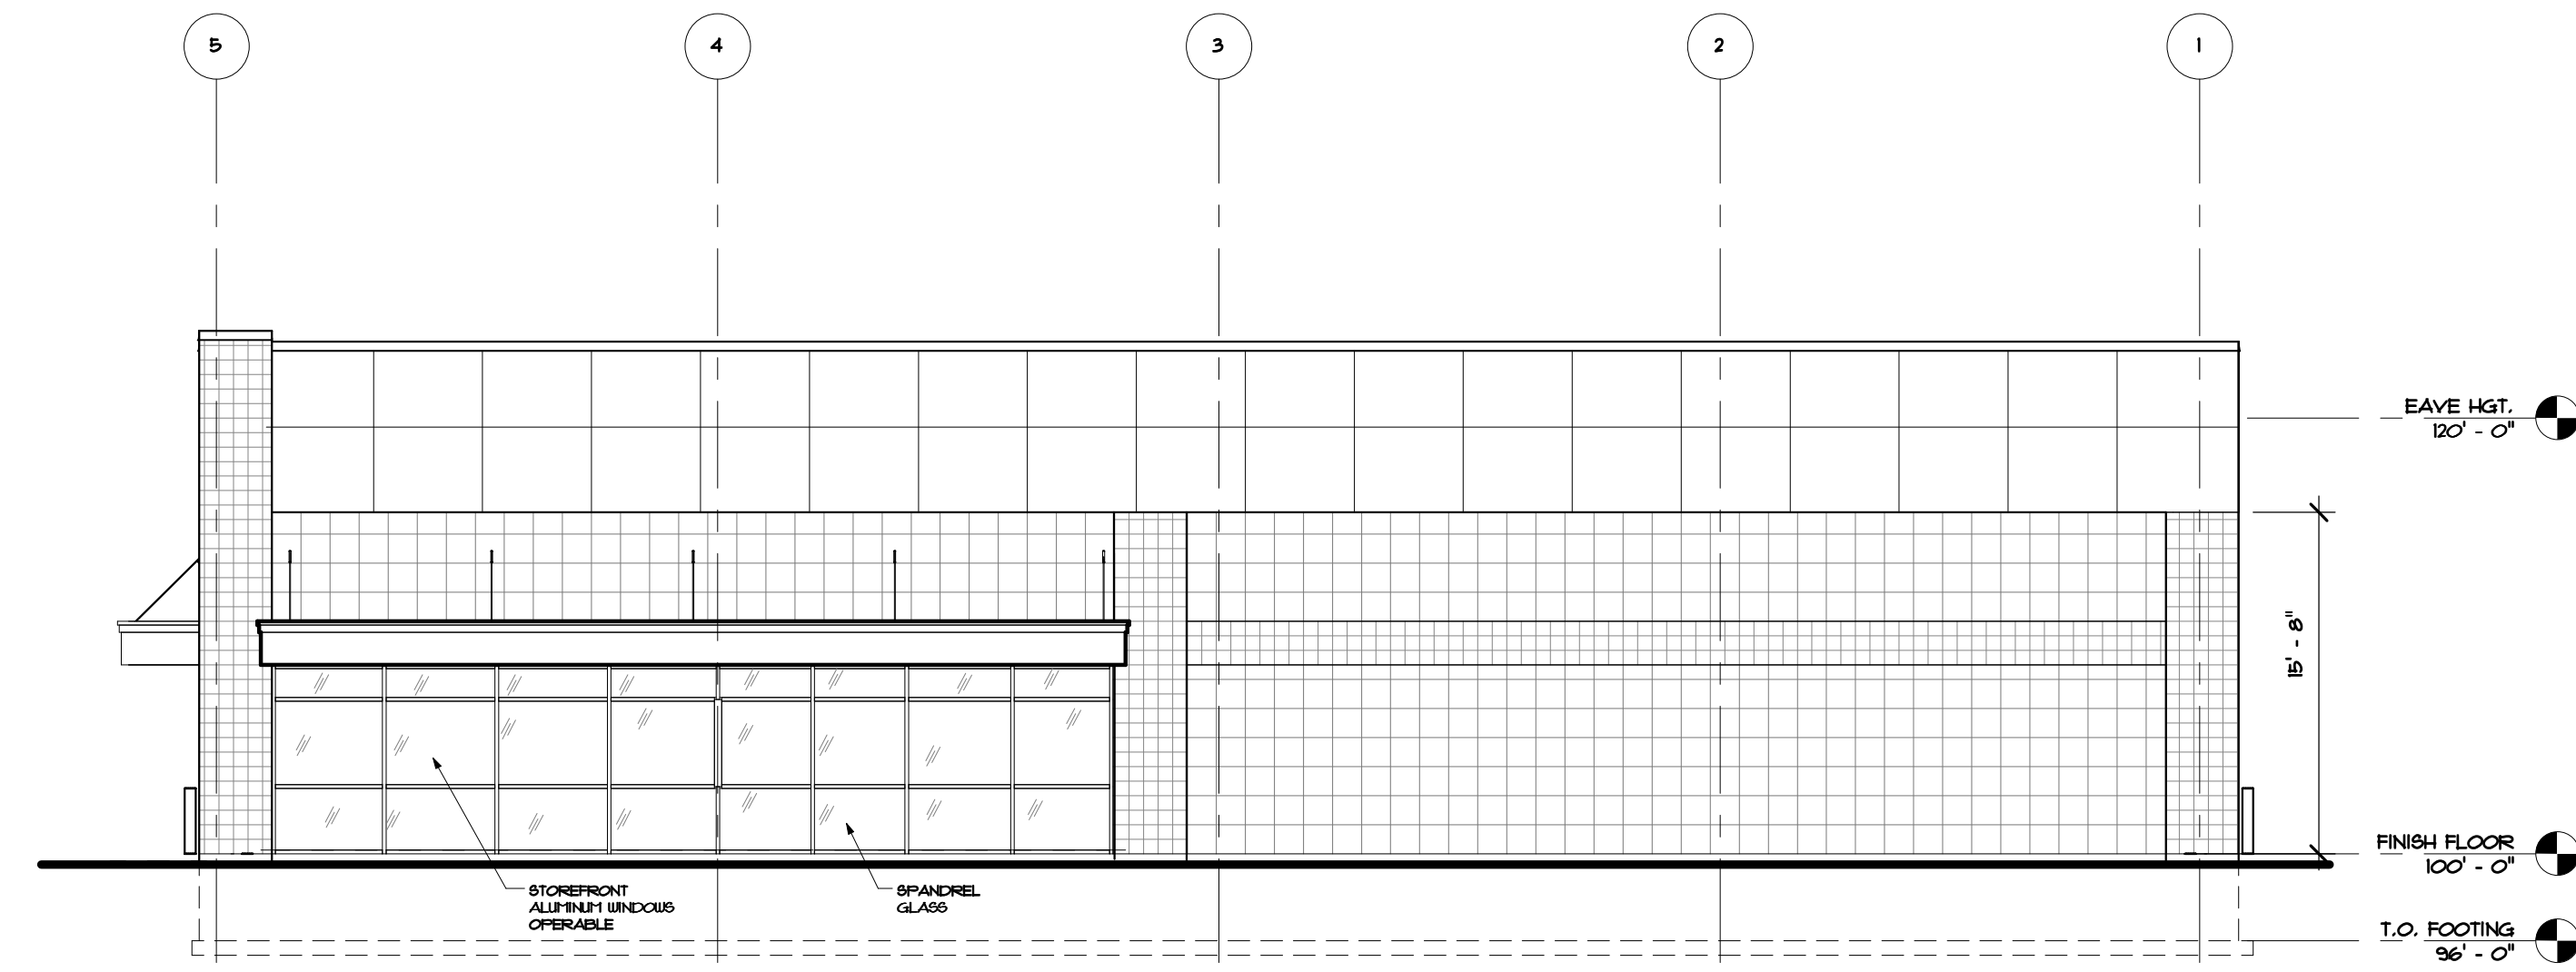 5
4
3
2
1
EAVE HGT.
120' - 0"
15' - 8"
FINISH FLOOR
100' - 0"
STOREFRONT
ALUMINUM WINDOWS
OPERABLE
SPANDREL
GLASS
T.O. FOOTING
96' - 0"